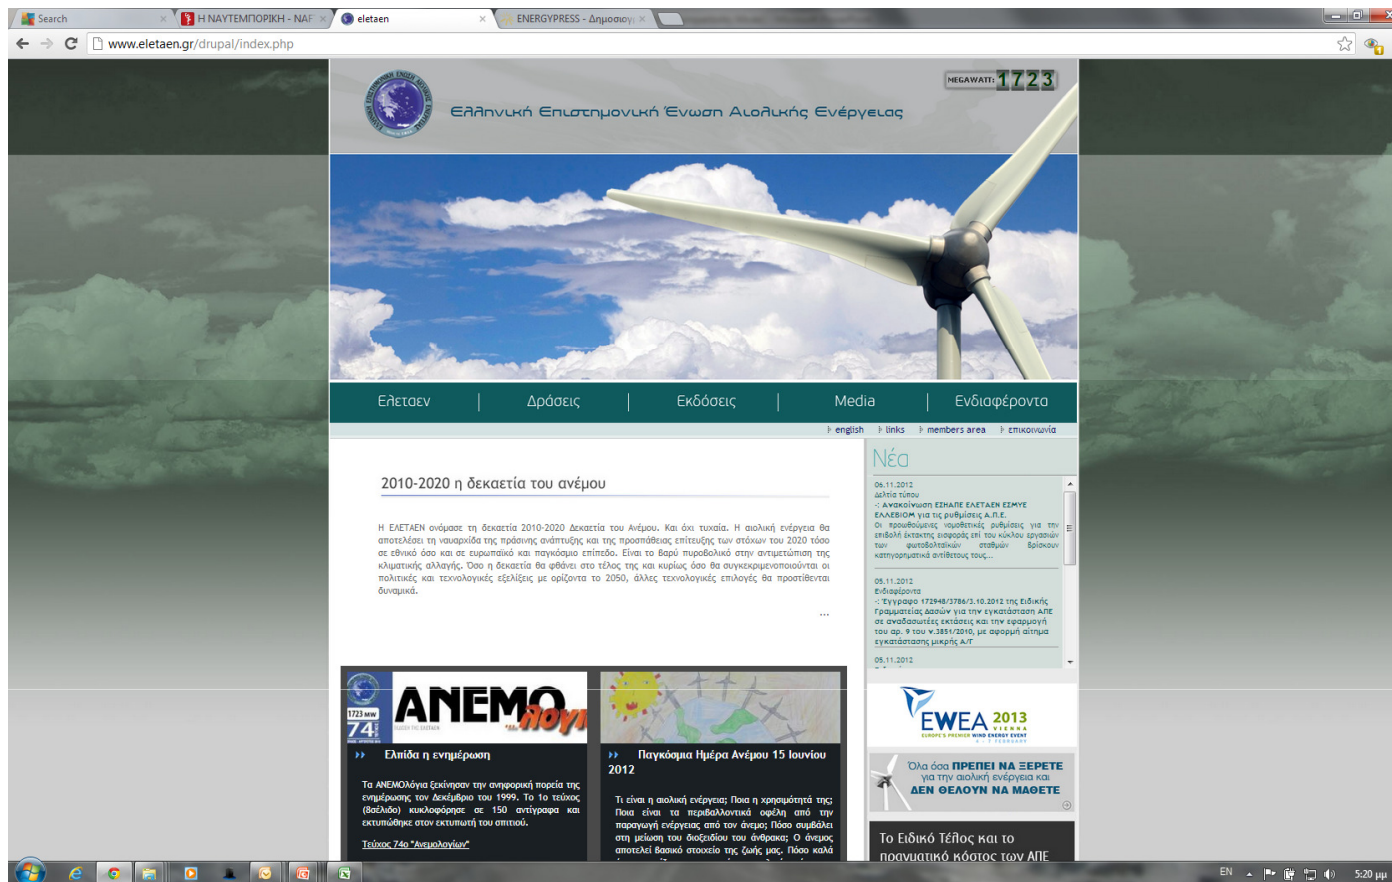 Search
Η ΝΑΥΤΕΜΠΟΡΙΚΗ - NAF
eletaen
ENERGYPRESS - Δημοσιογ
www.eletaen.gr/drupal/index.php
MEGAWATT: 1723
Ελληνική Επιστημονική Ένωση Αιολικής Ενέργειας
Ελεταεν
Δράσεις
Εκδόσεις
Media
Ενδιαφέροντα
english links members area επικοινωνία
2010-2020 η δεκαετία του ανέμου
Η ΕΛΕΤΑΕΝ ονόμασε τη δεκαετία 2010-2020 Δεκαετία του Ανέμου. Και όχι τυχαία. Η αιολική ενέργεια θα
αποτελέσει τη ναυαρχίδα της πράσινης ανάπτυξης και της προσπάθειας επίτευξης των στόχων του 2020 τόσο
σε εθνικό όσο και σε ευρωπαϊκό και παγκόσμιο επίπεδο. Είναι το βαρύ πυροβολικό στην αντιμετώπιση της
κλιματικής αλλαγής. Όσο η δεκαετία θα φθάνει στο τέλος της και κυρίως όσο θα συγκεκριμενοποιούνται οι
πολιτικές και τεχνολογικές εξελίξεις με ορίζοντα το 2050, άλλες τεχνολογικές επιλογές θα προστίθενται
δυναμικά.
...
Νέα
06.11.2012
Δελτία τύπου
-: Ανακοίνωση ΕΣΗΑΠΕ ΕΛΕΤΑΕΝ ΕΣΜΥΕ
ΕΛΛΕΒΙΟΜ για τις ρυθμίσεις Α.Π.Ε.
Οι προωθούμενες νομοθετικές ρυθμίσεις για την
επιβολή έκτακτης εισφοράς επί του κύκλου εργασιών
των φωτοβολταϊκών σταθμών βρίσκουν
κατηγορηματικά αντίθετους τους...
05.11.2012
Ενδιαφέροντα
-: Έγγραφο 172948/3786/3.10.2012 της Ειδικής
Γραμματείας Δασών για την εγκατάσταση ΑΠΕ
σε αναδασωτέες εκτάσεις και την εφαρμογή
του αρ. 9 του ν.3851/2010, με αφορμή αίτημα
εγκατάστασης μικρής Α/Γ
05.11.2012
1723 MW
74
ΑΝΕΜΟ
λογι
Ελπίδα η ενημέρωση
Τα ΑΝΕΜΟλόγια ξεκίνησαν την ανηφορική πορεία της
ενημέρωσης τον Δεκέμβριο του 1999. Το 1ο τεύχος
(8σέλιδο) κυκλοφόρησε σε 150 αντίγραφα και
εκτυπώθηκε στον εκτυπωτή του σπιτιού.
Τεύχος 74ο "Ανεμολογίων"
Παγκόσμια Ημέρα Ανέμου 15 Ιουνίου
2012
Τι είναι η αιολική ενέργεια; Ποια η χρησιμότητά της;
Ποια είναι τα περιβαλλοντικά οφέλη από την
παραγωγή ενέργειας από τον άνεμο; Πόσο συμβάλει
στη μείωση του διοξειδίου του άνθρακα; Ο άνεμος
αποτελεί βασικό στοιχείο της ζωής μας. Πόσο καλά
EWEA 2013
VIENNA
EUROPE'S PREMIER WIND ENERGY EVENT
4 - 7 FEBRUARY
Όλα όσα ΠΡΕΠΕΙ ΝΑ ΞΕΡΕΤΕ
για την αιολική ενέργεια και
ΔΕΝ ΘΕΛΟΥΝ ΝΑ ΜΑΘΕΤΕ
Το Ειδικό Τέλος και το
πραγματικό κόστος των ΑΠΕ
EN
5:20 μμ